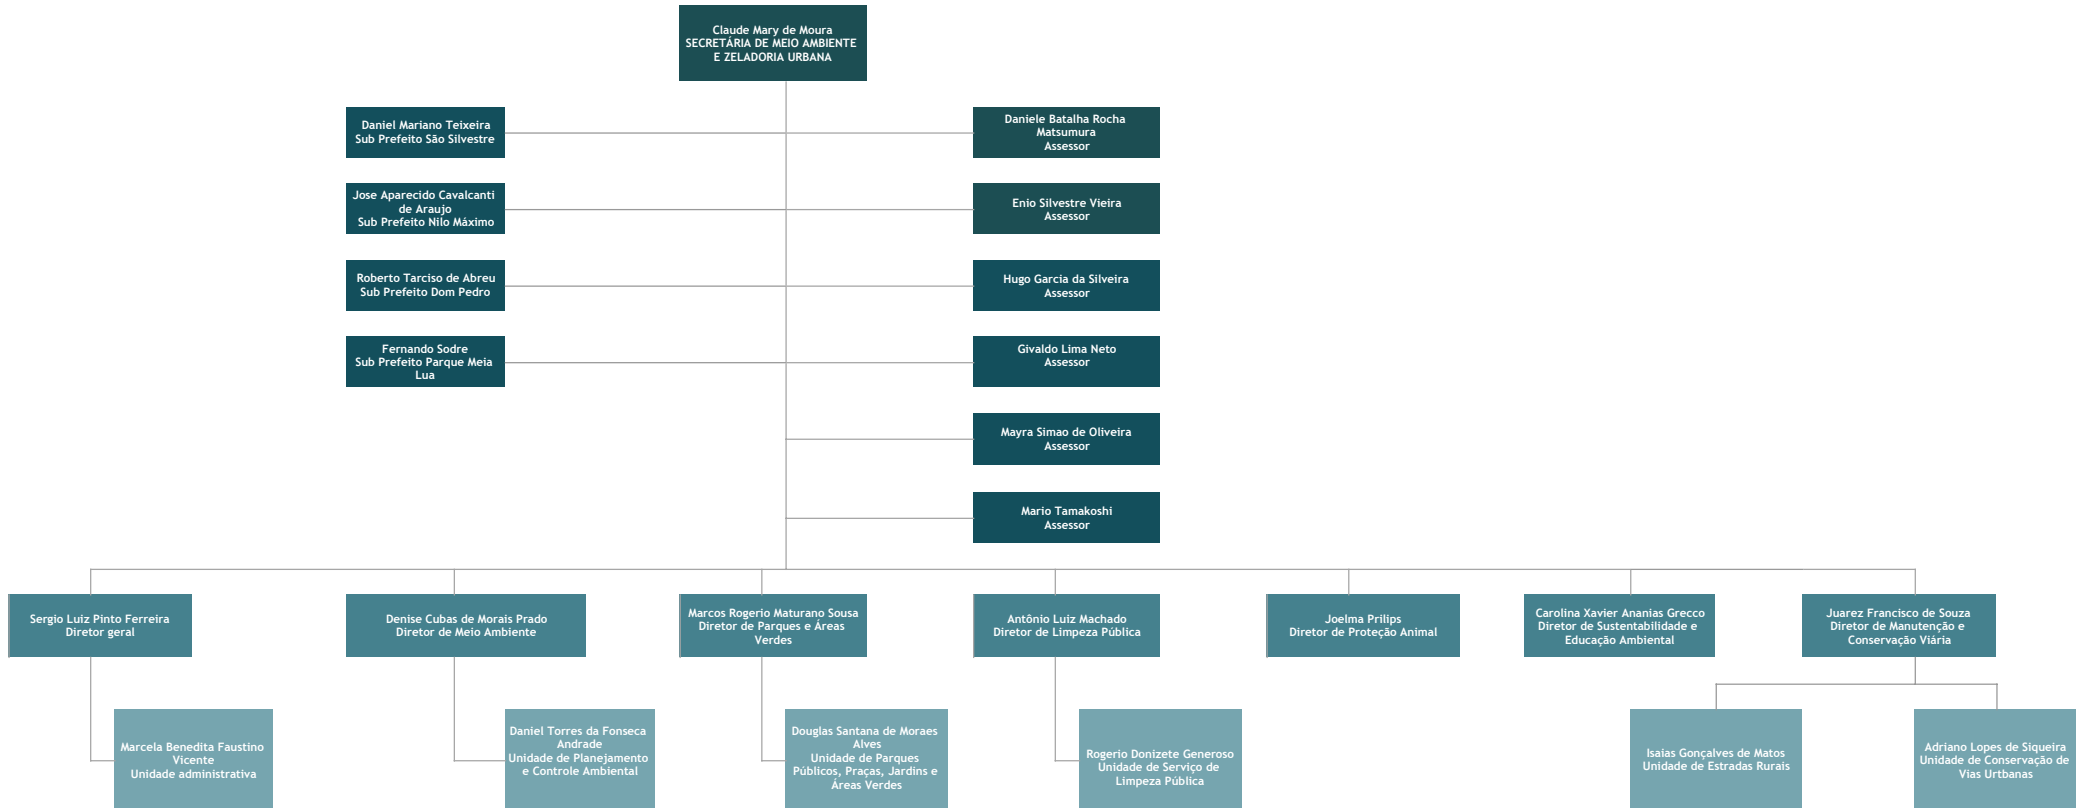 Claude Mary de Moura
SECRETÁRIA DE MEIO AMBIENTE
E ZELADORIA URBANA
Daniel Mariano Teixeira
Sub Prefeito São Silvestre
Daniele Batalha Rocha
Matsumura
Assessor
Jose Aparecido Cavalcanti
de Araujo
Sub Prefeito Nilo Máximo
Enio Silvestre Vieira
Assessor
Roberto Tarciso de Abreu
Sub Prefeito Dom Pedro
Hugo Garcia da Silveira
Assessor
Fernando Sodre
Sub Prefeito Parque Meia
Lua
Givaldo Lima Neto
Assessor
Mayra Simao de Oliveira
Assessor
Mario Tamakoshi
Assessor
Sergio Luiz Pinto Ferreira
Diretor geral
Denise Cubas de Morais Prado
Diretor de Meio Ambiente
Marcos Rogerio Maturano Sousa
Diretor de Parques e Áreas
Verdes
Antônio Luiz Machado
Diretor de Limpeza Pública
Joelma Prilips
Diretor de Proteção Animal
Carolina Xavier Ananias Grecco
Diretor de Sustentabilidade e
Educação Ambiental
Juarez Francisco de Souza
Diretor de Manutenção e
Conservação Viária
Marcela Benedita Faustino
Vicente
Unidade administrativa
Daniel Torres da Fonseca
Andrade
Unidade de Planejamento
e Controle Ambiental
Douglas Santana de Moraes
Alves
Unidade de Parques
Públicos, Praças, Jardins e
Áreas Verdes
Rogerio Donizete Generoso
Unidade de Serviço de
Limpeza Pública
Isaias Gonçalves de Matos
Unidade de Estradas Rurais
Adriano Lopes de Siqueira
Unidade de Conservação de
Vias Urtbanas